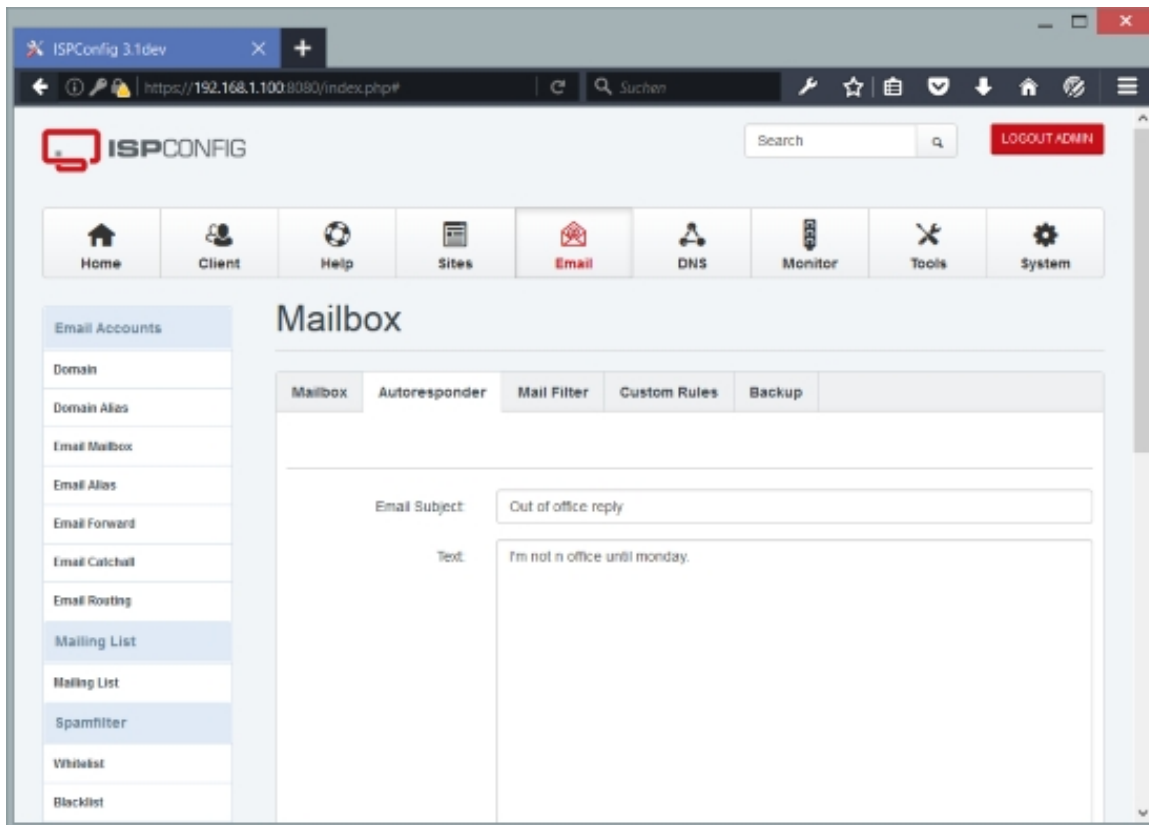 ISPConfig 3.1dev
https://192.168.1.100:8080/index.php#
Suchen
ISPCONFIG
Search
LOGOUT ADMIN
Home Client Help Sites Email DNS Monitor Tools System
Email Accounts
Domain
Domain Alias
Email Mailbox
Email Alias
Email Forward
Email Catchall
Email Routing
Mailing List
Mailing List
Spamfilter
Whitelist
Blacklist
Mailbox
Mailbox Autoresponder Mail Filter Custom Rules Backup
Email Subject: Out of office reply
Text: I'm not n office until monday.